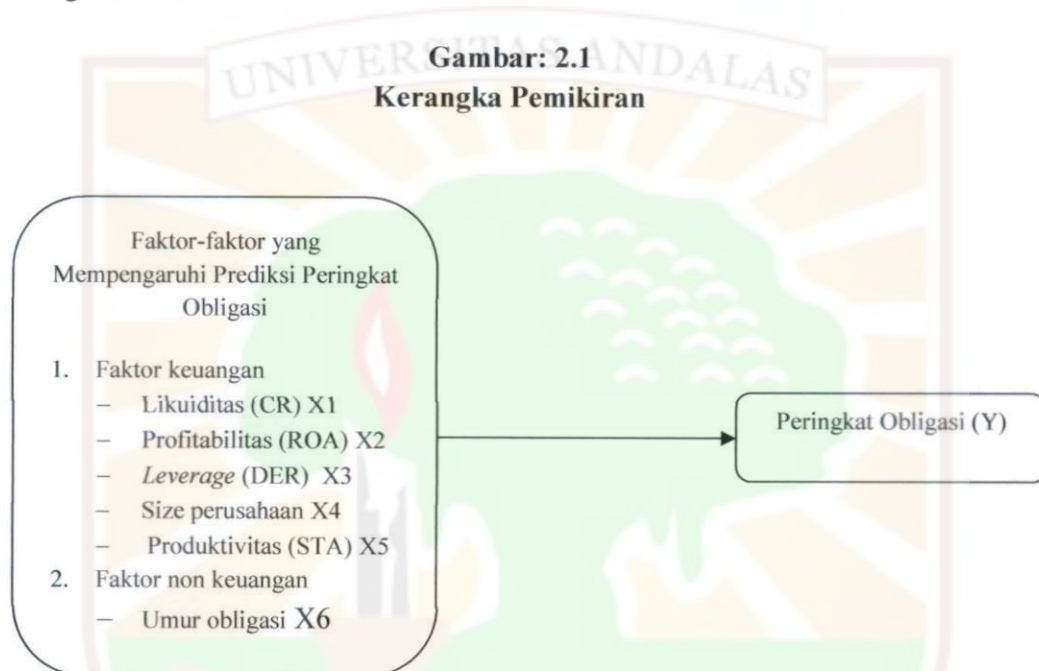 UNIVERSITAS ANDALAS
Gambar: 2.1
Kerangka Pemikiran
Faktor-faktor yang
Mempengaruhi Prediksi Peringkat
Obligasi
1. Faktor keuangan
– Likuiditas (CR) X1
– Profitabilitas (ROA) X2
– Leverage (DER) X3
– Size perusahaan X4
– Produktivitas (STA) X5
2. Faktor non keuangan
– Umur obligasi X6
Peringkat Obligasi (Y)